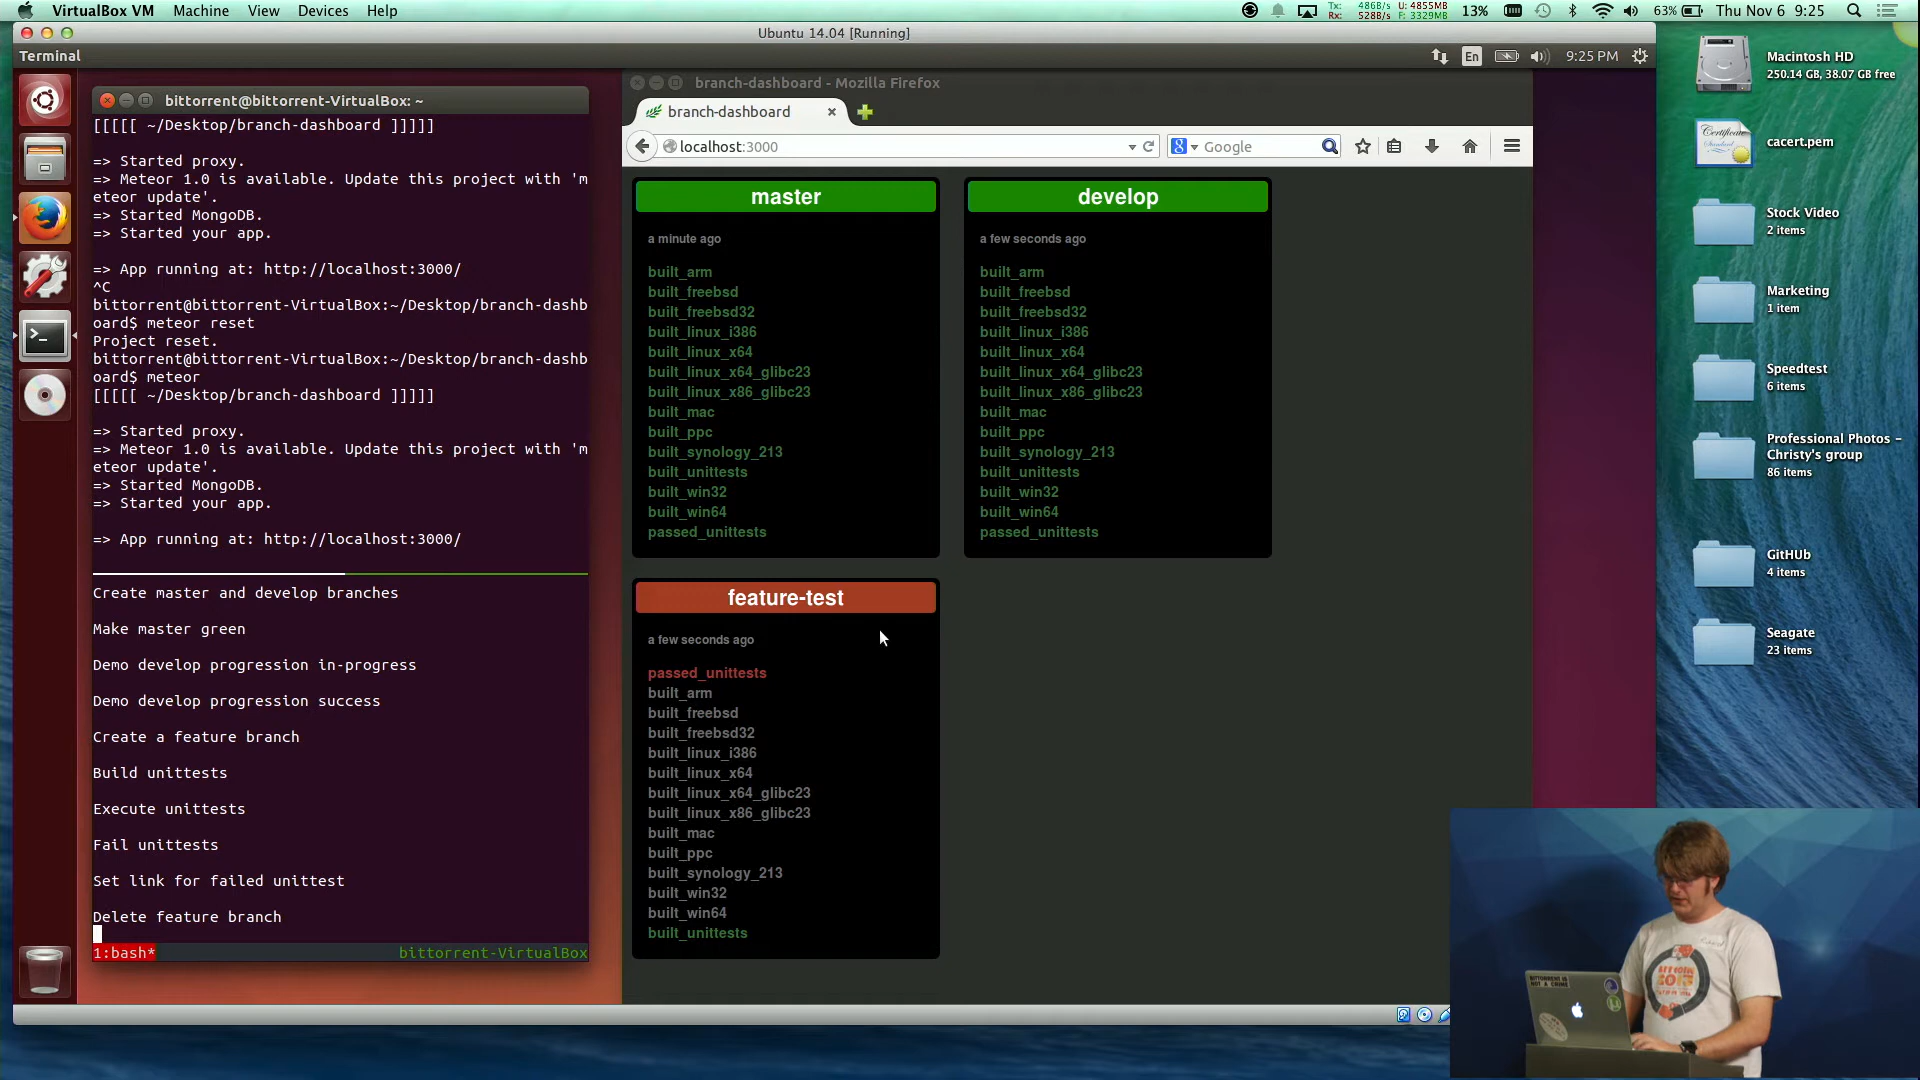 VirtualBox VM Machine View Devices Help
Tx: 486B/s U: 4855MB
Rx: 528B/s F: 3329MB
13% 63% Thu Nov 6 9:25
Ubuntu 14.04 [Running]
Terminal
En 9:25 PM
bittorrent@bittorrent-VirtualBox: ~
[[[[[ ~/Desktop/branch-dashboard ]]]]]
=> Started proxy.
=> Meteor 1.0 is available. Update this project with 'm
eteor update'.
=> Started MongoDB.
=> Started your app.
=> App running at: http://localhost:3000/
^C
bittorrent@bittorrent-VirtualBox:~/Desktop/branch-dashb
oard$ meteor reset
Project reset.
bittorrent@bittorrent-VirtualBox:~/Desktop/branch-dashb
oard$ meteor
[[[[[ ~/Desktop/branch-dashboard ]]]]]
=> Started proxy.
=> Meteor 1.0 is available. Update this project with 'm
eteor update'.
=> Started MongoDB.
=> Started your app.
=> App running at: http://localhost:3000/
Create master and develop branches
Make master green
Demo develop progression in-progress
Demo develop progression success
Create a feature branch
Build unittests
Execute unittests
Fail unittests
Set link for failed unittest
Delete feature branch
1:bash* bittorrent-VirtualBox
branch-dashboard - Mozilla Firefox
branch-dashboard
localhost:3000
Google
master
a minute ago
built_arm
built_freebsd
built_freebsd32
built_linux_i386
built_linux_x64
built_linux_x64_glibc23
built_linux_x86_glibc23
built_mac
built_ppc
built_synology_213
built_unittests
built_win32
built_win64
passed_unittests
develop
a few seconds ago
built_arm
built_freebsd
built_freebsd32
built_linux_i386
built_linux_x64
built_linux_x64_glibc23
built_linux_x86_glibc23
built_mac
built_ppc
built_synology_213
built_unittests
built_win32
built_win64
passed_unittests
feature-test
a few seconds ago
passed_unittests
built_arm
built_freebsd
built_freebsd32
built_linux_i386
built_linux_x64
built_linux_x64_glibc23
built_linux_x86_glibc23
built_mac
built_ppc
built_synology_213
built_win32
built_win64
built_unittests
Macintosh HD
250.14 GB, 38.07 GB free
Certificate
cacert.pem
Stock Video
2 items
Marketing
1 item
Speedtest
6 items
Professional Photos –
Christy's group
86 items
GitHUb
4 items
Seagate
23 items
BITTORRENT IS
NOT A CRIME